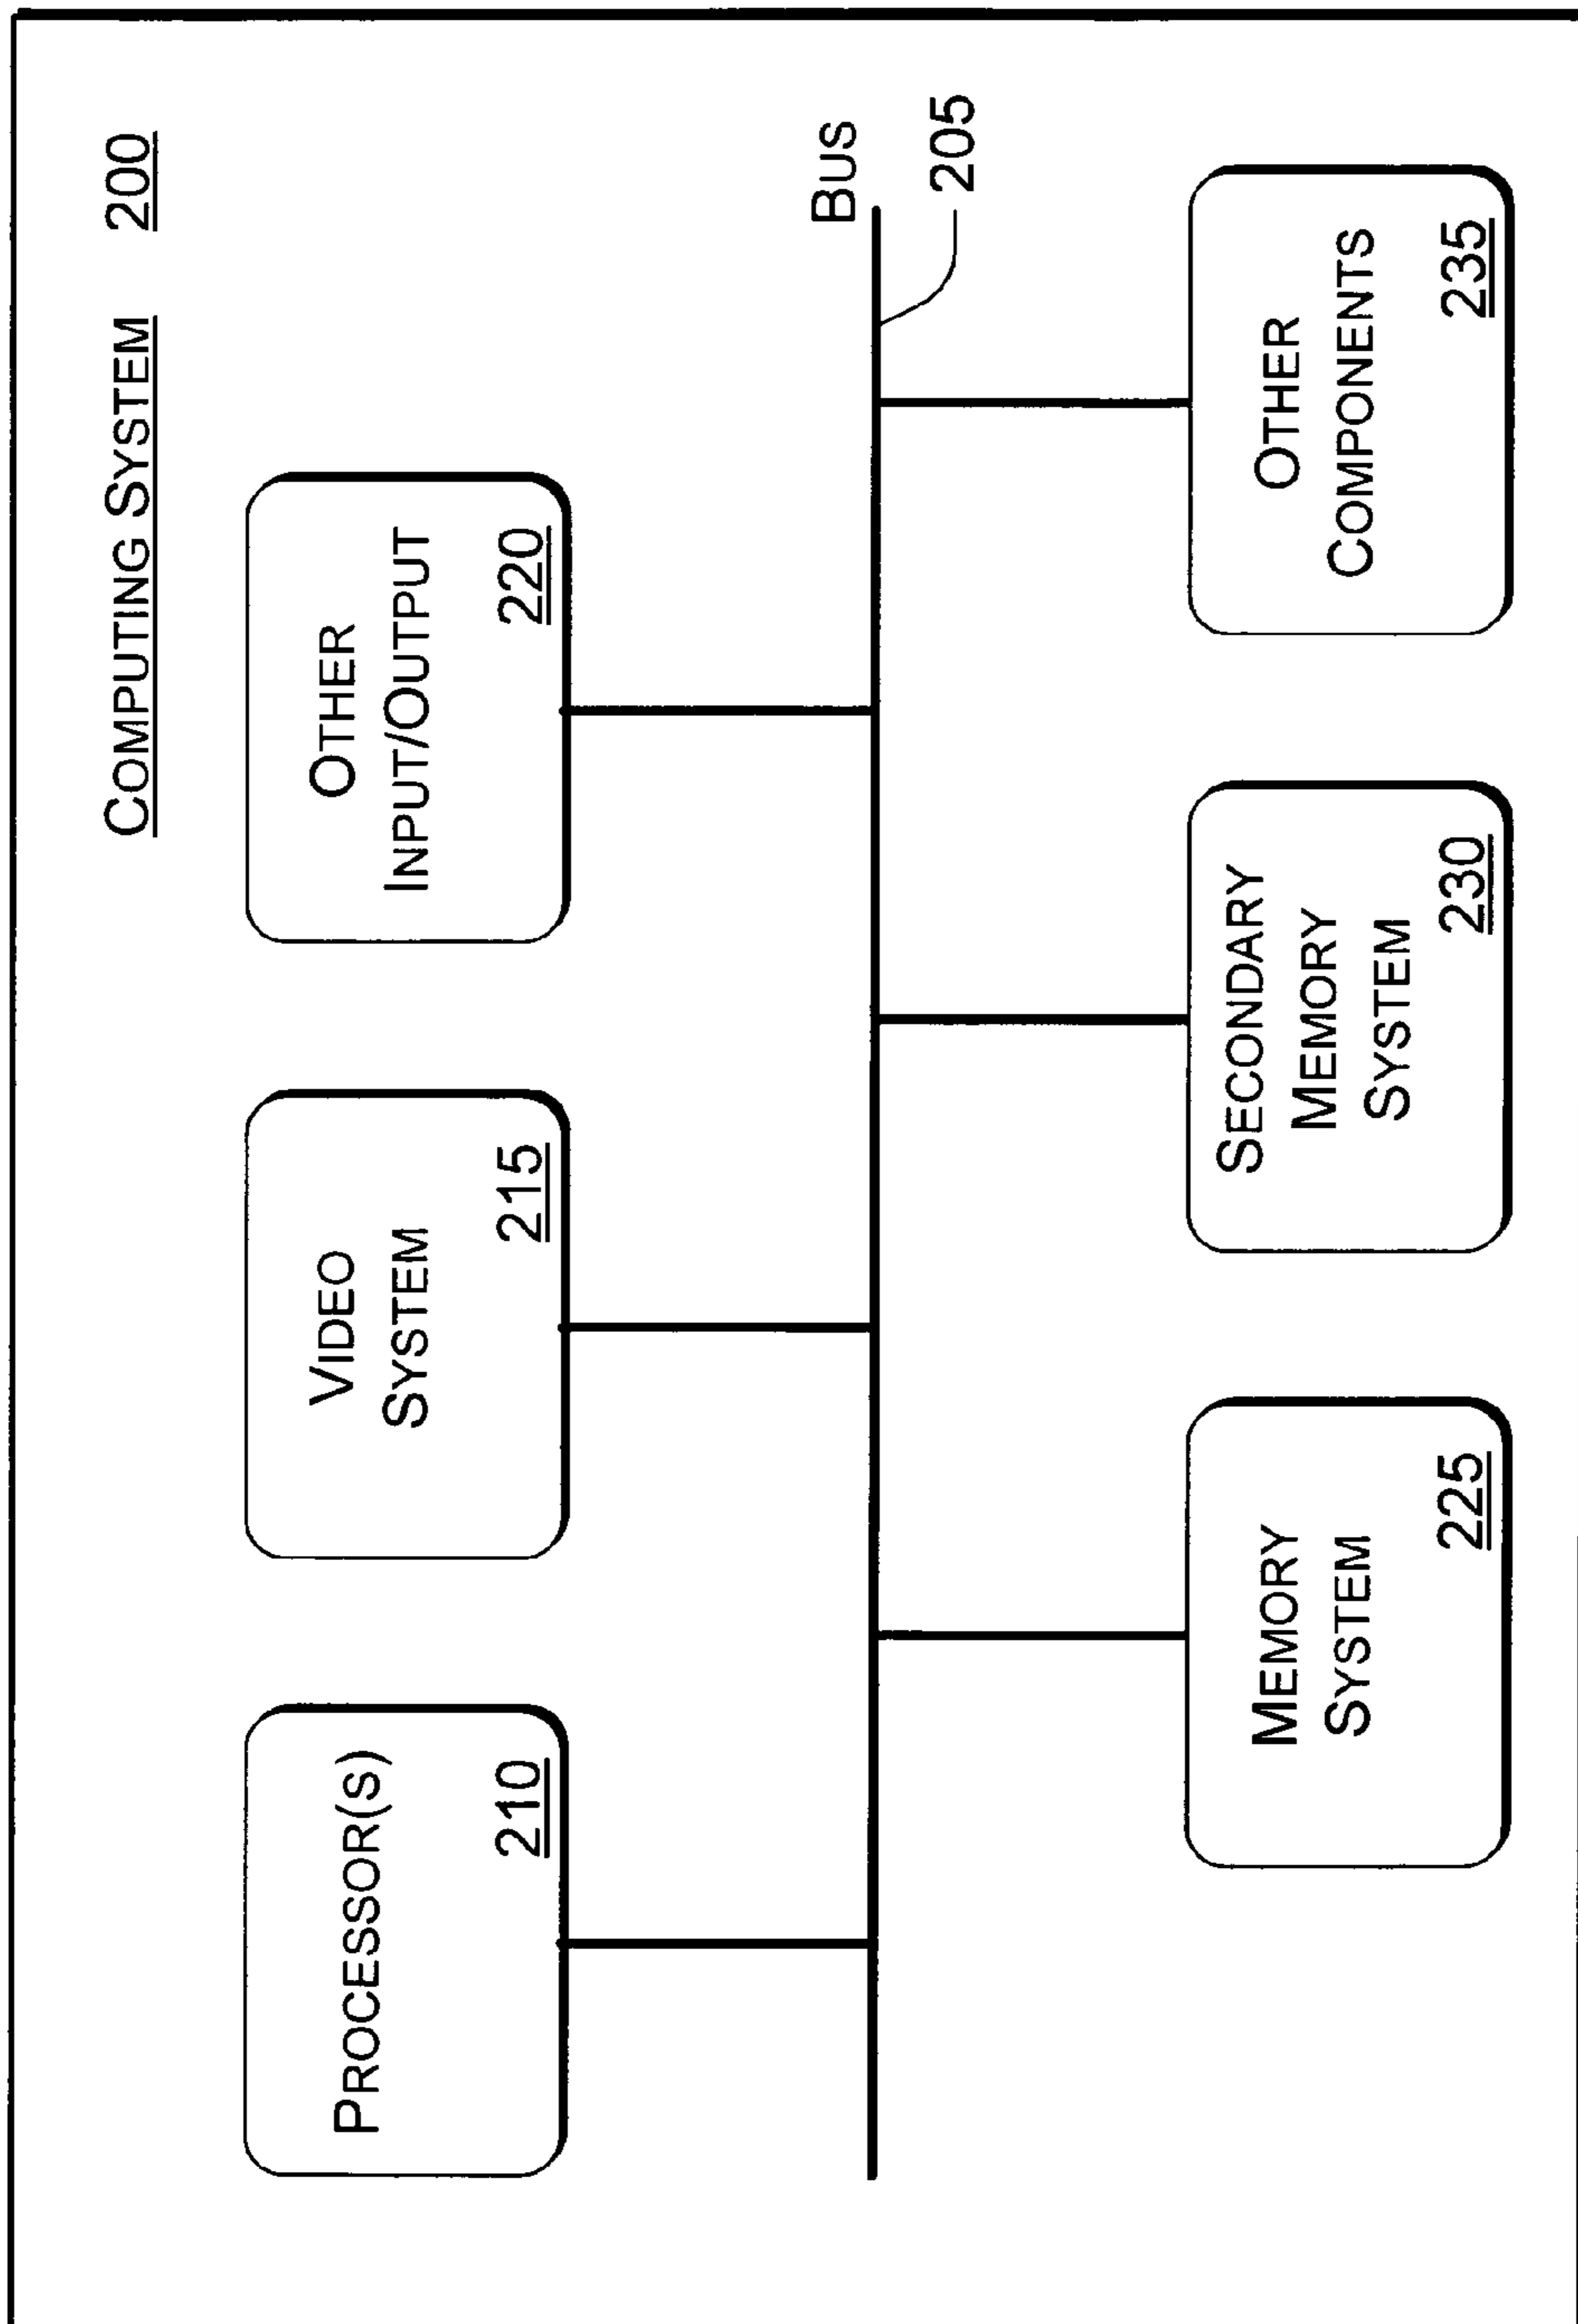 COMPUTING SYSTEM 200
PROCESSOR(S)
210
VIDEO
SYSTEM
215
OTHER
INPUT/OUTPUT
220
BUS
205
MEMORY
SYSTEM
225
SECONDARY
MEMORY
SYSTEM
230
OTHER
COMPONENTS
235